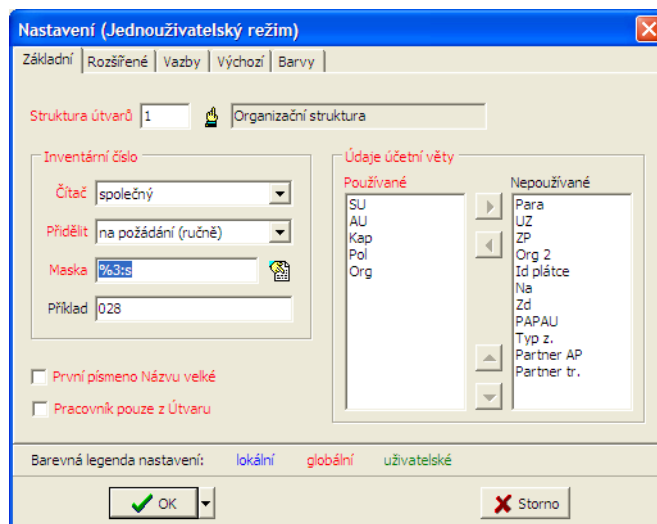 Nastavení (Jednouživatelský režim)
Základní Rozšířené Vazby Výchozí Barvy
Struktura útvarů 1 Organizační struktura
Inventární číslo
Čítač společný
Přidělit na požádání (ručně)
Maska %3:s
Příklad 028
První písmeno Názvu velké
Pracovník pouze z Útvaru
Údaje účetní věty
Používané
SU
AU
Kap
Pol
Org
Nepoužívané
Para
UZ
ZP
Org 2
Id plátce
Na
Zd
PAPAU
Typ z.
Partner AP
Partner tr.
Barevná legenda nastavení: lokální globální uživatelské
OK Storno